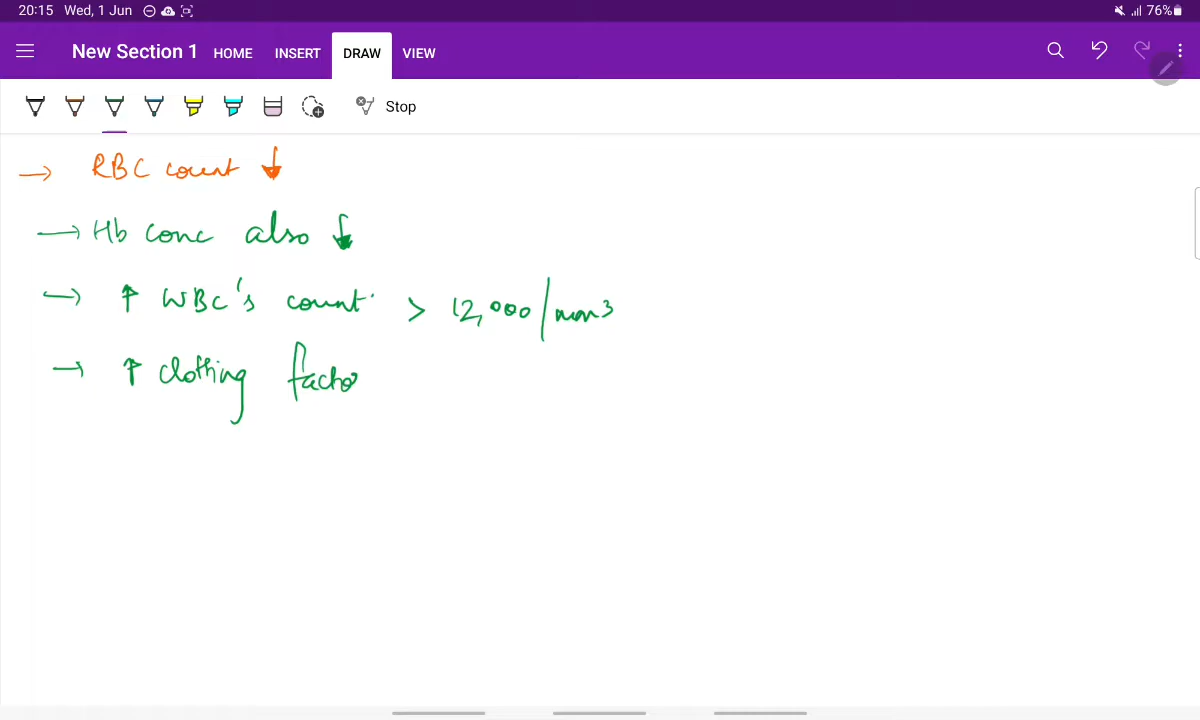 20:15 Wed, 1 Jun 76%
New Section 1 HOME INSERT DRAW VIEW
Stop
→ RBC count ↓
→ Hb conc also ↓
→ ↑ WBC's count > 12,000/mm3
→ ↑ clothing factor